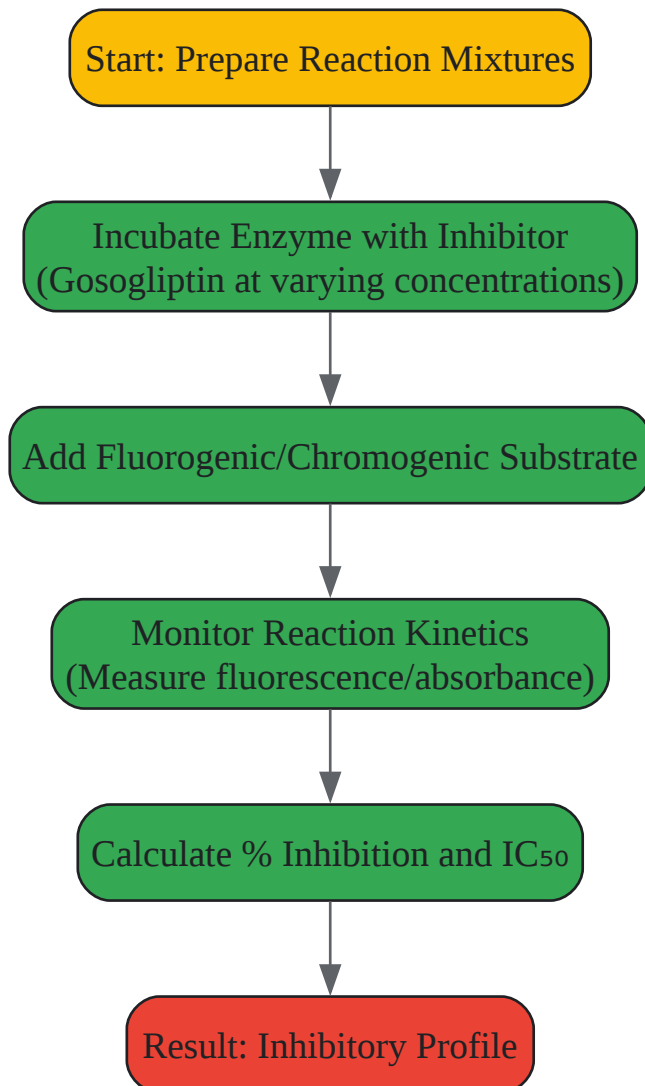 Start: Prepare Reaction Mixtures
Incubate Enzyme with Inhibitor
(Gosogliptin at varying concentrations)
Add Fluorogenic/Chromogenic Substrate
Monitor Reaction Kinetics
(Measure fluorescence/absorbance)
Calculate % Inhibition and IC₅₀
Result: Inhibitory Profile